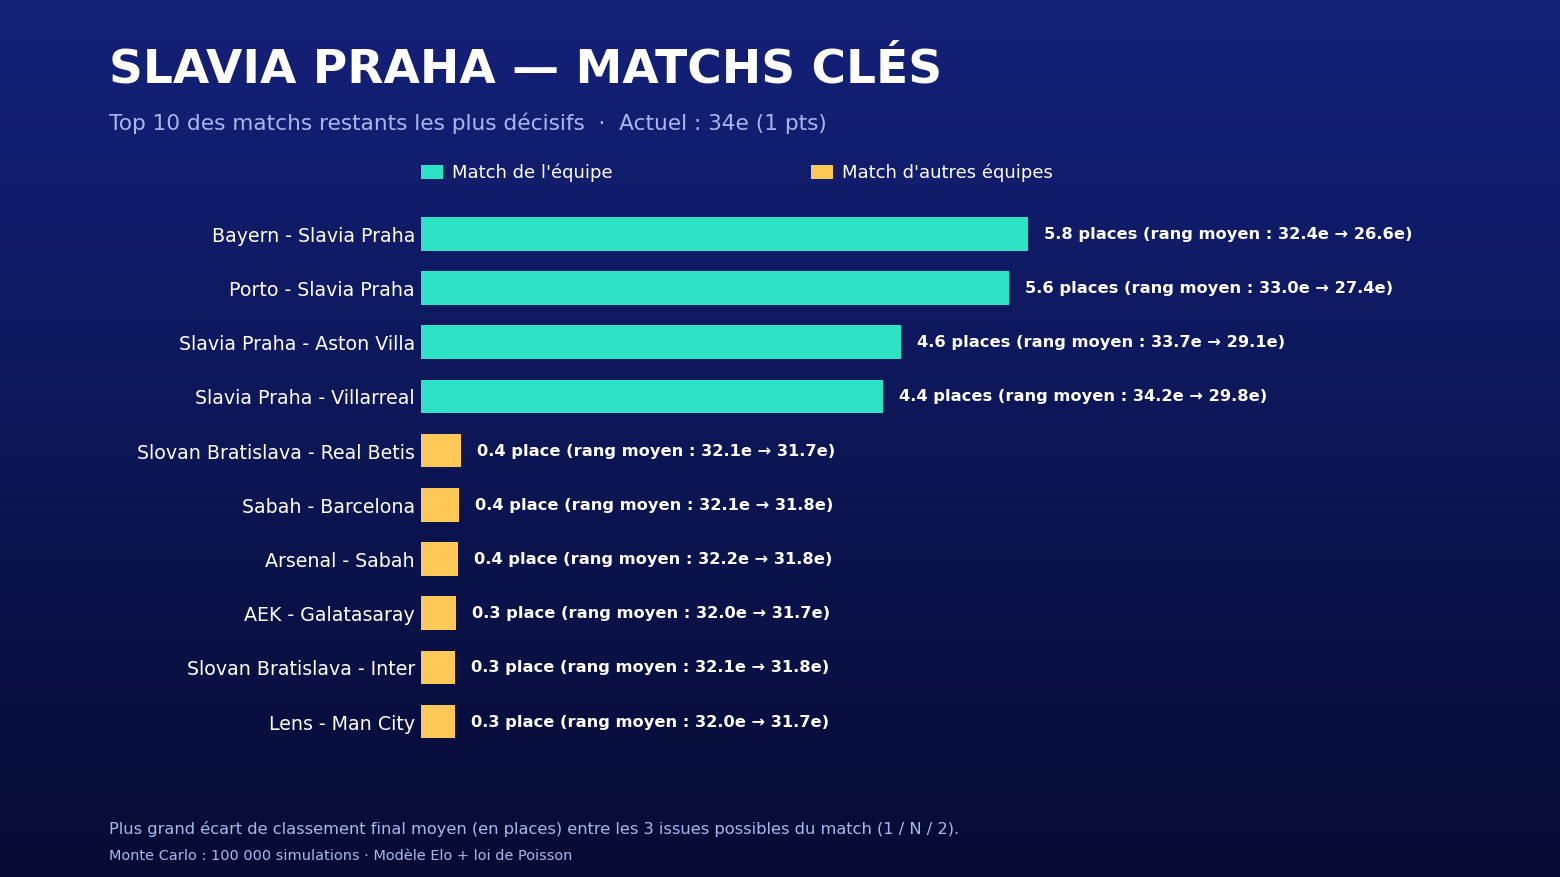 SLAVIA PRAHA — MATCHS CLÉS
Top 10 des matchs restants les plus décisifs · Actuel : 34e (1 pts)
Match de l'équipe
Match d'autres équipes
Bayern - Slavia Praha 5.8 places (rang moyen : 32.4e → 26.6e)
Porto - Slavia Praha 5.6 places (rang moyen : 33.0e → 27.4e)
Slavia Praha - Aston Villa 4.6 places (rang moyen : 33.7e → 29.1e)
Slavia Praha - Villarreal 4.4 places (rang moyen : 34.2e → 29.8e)
Slovan Bratislava - Real Betis 0.4 place (rang moyen : 32.1e → 31.7e)
Sabah - Barcelona 0.4 place (rang moyen : 32.1e → 31.8e)
Arsenal - Sabah 0.4 place (rang moyen : 32.2e → 31.8e)
AEK - Galatasaray 0.3 place (rang moyen : 32.0e → 31.7e)
Slovan Bratislava - Inter 0.3 place (rang moyen : 32.1e → 31.8e)
Lens - Man City 0.3 place (rang moyen : 32.0e → 31.7e)
Plus grand écart de classement final moyen (en places) entre les 3 issues possibles du match (1 / N / 2).
Monte Carlo : 100 000 simulations · Modèle Elo + loi de Poisson